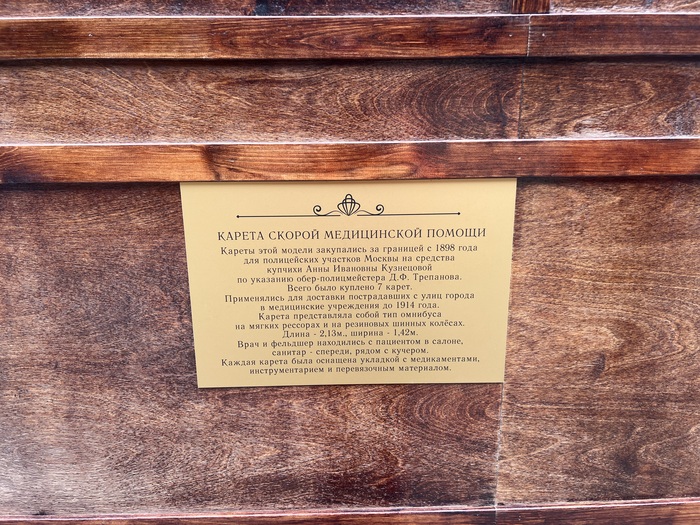 КАРЕТА СКОРОЙ МЕДИЦИНСКОЙ ПОМОЩИ
Кареты этой модели закупались за границей с 1898 года
для полицейских участков Москвы на средства
купчихи Анны Ивановны Кузнецовой
по указанию обер-полицмейстера Д.Ф. Трепанова.
Всего было куплено 7 карет.
Применялись для доставки пострадавших с улиц города
в медицинские учреждения до 1914 года.
Карета представляла собой тип омнибуса
на мягких рессорах и на резиновых шинных колёсах.
Длина - 2,13м., ширина - 1,42м.
Врач и фельдшер находились с пациентом в салоне,
санитар - спереди, рядом с кучером.
Каждая карета была оснащена укладкой с медикаментами,
инструментарием и перевязочным материалом.